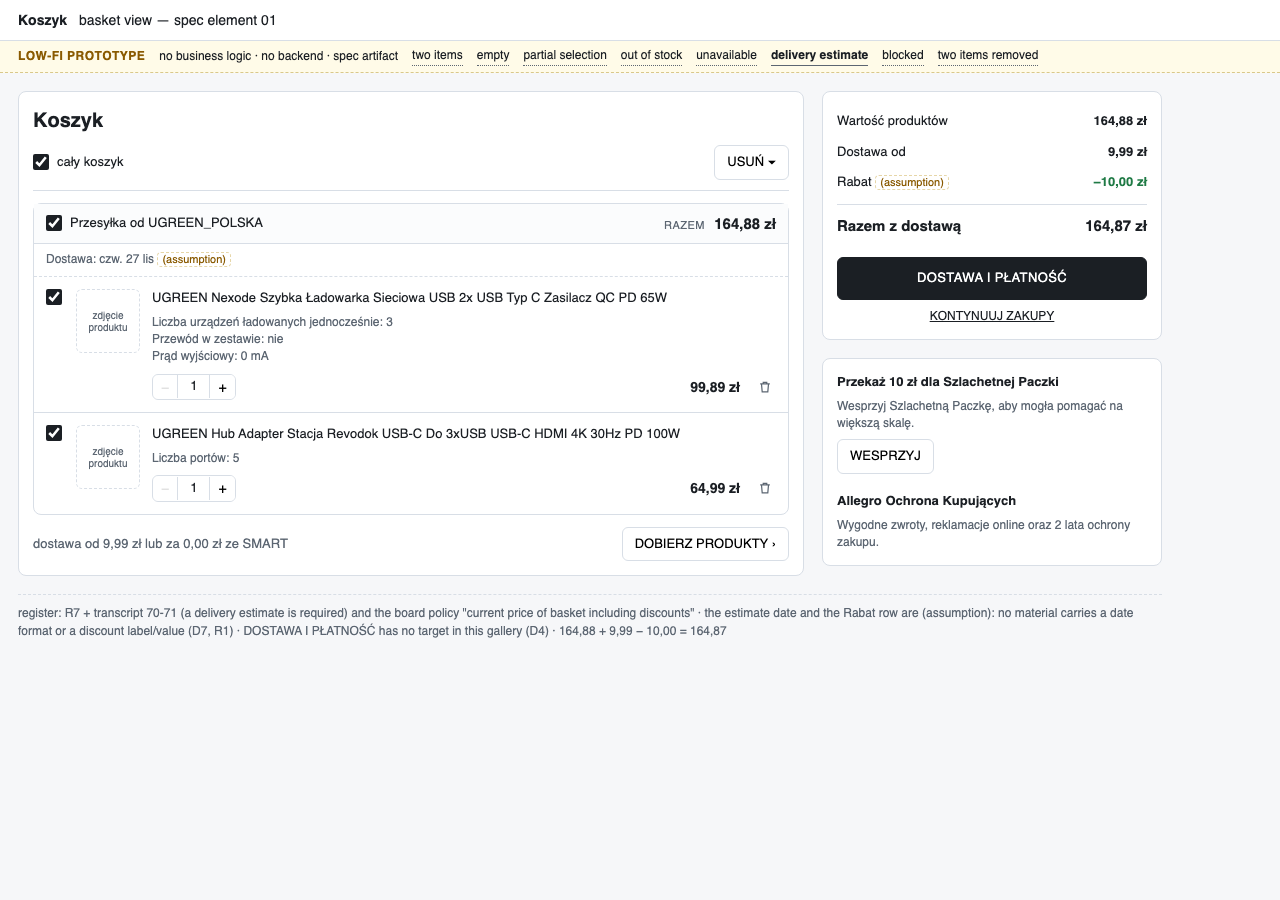 Koszyk basket view — spec element 01
LOW-FI PROTOTYPE no business logic · no backend · spec artifact two items empty partial selection out of stock unavailable delivery estimate blocked two items removed
Koszyk
cały koszyk
USUŃ
Przesyłka od UGREEN_POLSKA
RAZEM 164,88 zł
Dostawa: czw. 27 lis (assumption)
zdjęcie
produktu
UGREEN Nexode Szybka Ładowarka Sieciowa USB 2x USB Typ C Zasilacz QC PD 65W
Liczba urządzeń ładowanych jednocześnie: 3
Przewód w zestawie: nie
Prąd wyjściowy: 0 mA
− 1 +
99,89 zł
zdjęcie
produktu
UGREEN Hub Adapter Stacja Revodok USB-C Do 3xUSB USB-C HDMI 4K 30Hz PD 100W
Liczba portów: 5
− 1 +
64,99 zł
dostawa od 9,99 zł lub za 0,00 zł ze SMART
DOBIERZ PRODUKTY ›
Wartość produktów 164,88 zł
Dostawa od 9,99 zł
Rabat (assumption) −10,00 zł
Razem z dostawą 164,87 zł
DOSTAWA I PŁATNOŚĆ
KONTYNUUJ ZAKUPY
Przekaż 10 zł dla Szlachetnej Paczki
Wesprzyj Szlachetną Paczkę, aby mogła pomagać na
większą skalę.
WESPRZYJ
Allegro Ochrona Kupujących
Wygodne zwroty, reklamacje online oraz 2 lata ochrony
zakupu.
register: R7 + transcript 70-71 (a delivery estimate is required) and the board policy "current price of basket including discounts" · the estimate date and the Rabat row are (assumption): no material carries a date
format or a discount label/value (D7, R1) · DOSTAWA I PŁATNOŚĆ has no target in this gallery (D4) · 164,88 + 9,99 − 10,00 = 164,87